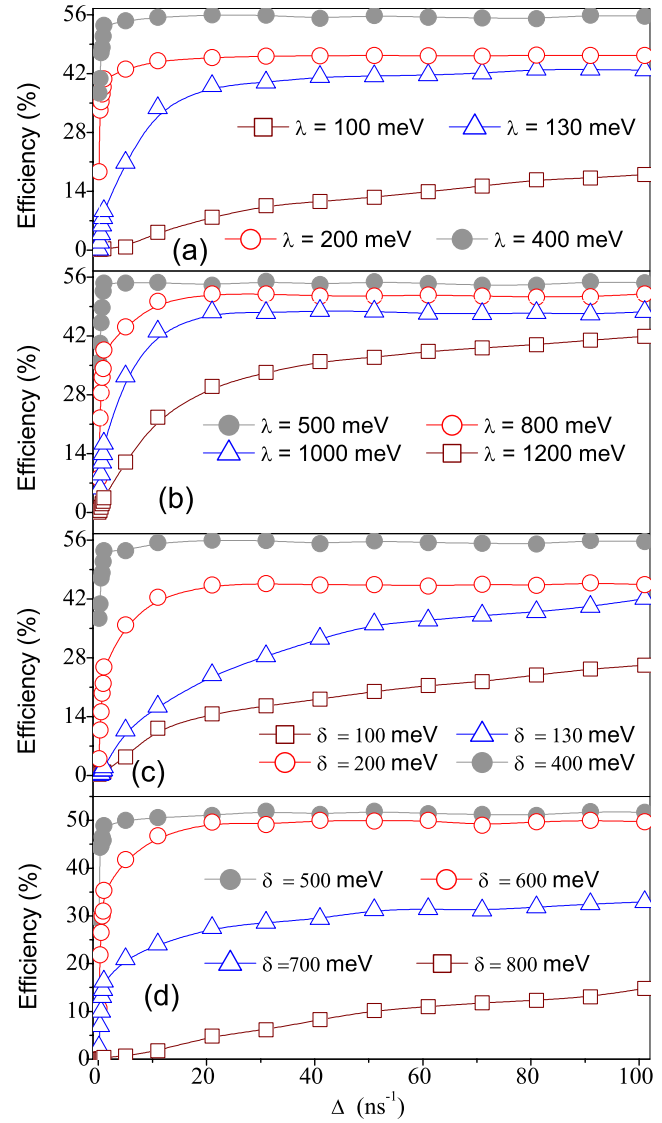 56
42
28
14
0
Efficiency (%)
λ = 100 meV
λ = 130 meV
λ = 200 meV
λ = 400 meV
(a)
56
42
28
14
0
Efficiency (%)
λ = 500 meV
λ = 800 meV
λ = 1000 meV
λ = 1200 meV
(b)
56
42
28
14
0
Efficiency (%)
δ = 100 meV
δ = 130 meV
δ = 200 meV
δ = 400 meV
(c)
50
40
30
20
10
0
Efficiency (%)
δ = 500 meV
δ = 600 meV
δ =700 meV
δ = 800 meV
(d)
0 20 40 60 80 100
Δ (ns⁻¹)